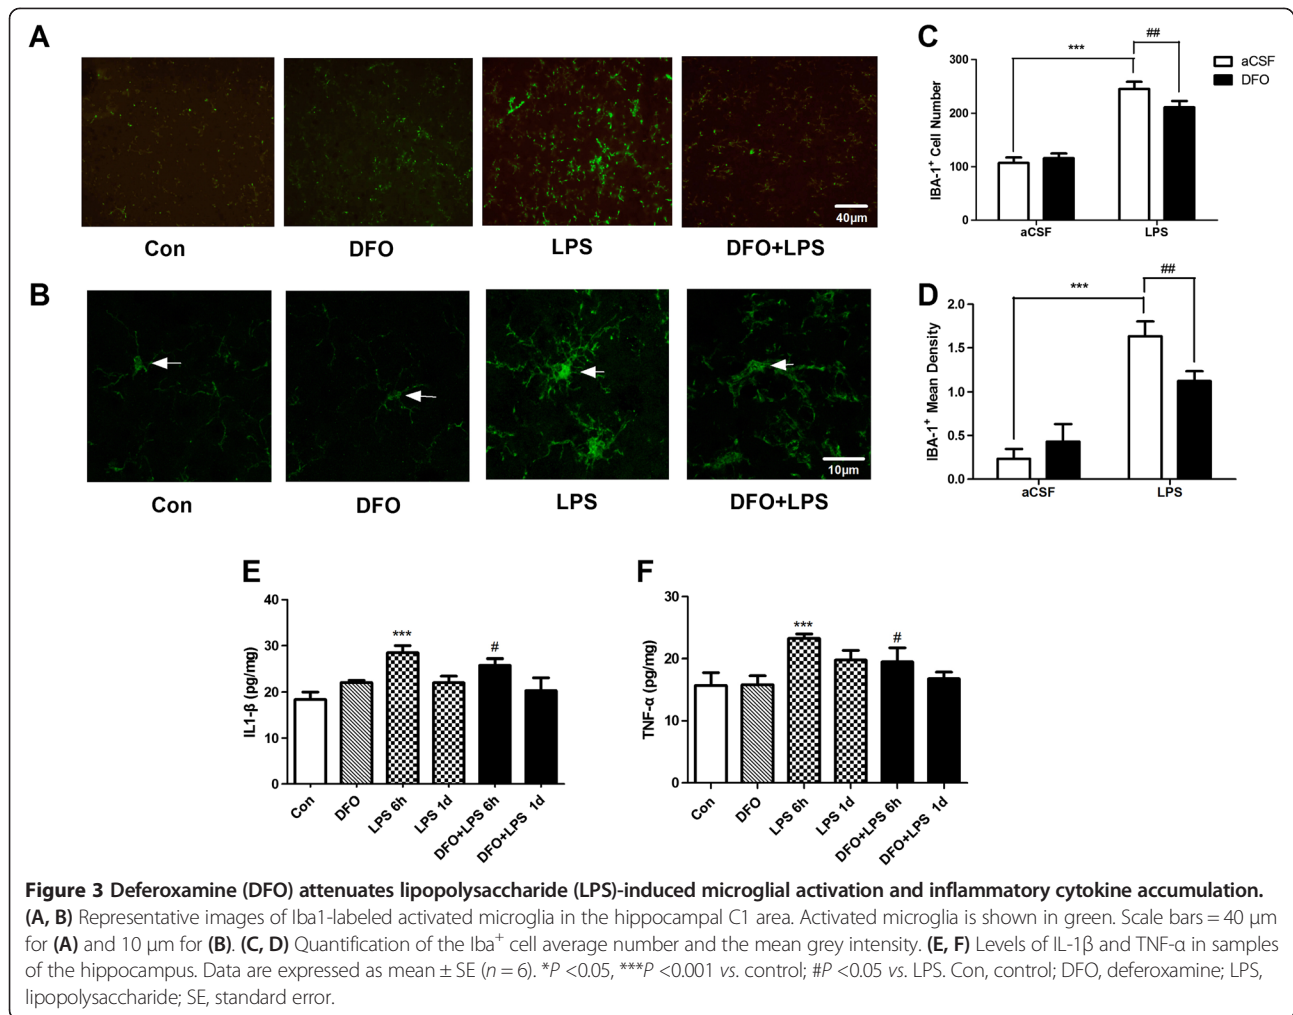 A
Con
DFO
LPS
DFO+LPS
40µm
B
Con
DFO
LPS
DFO+LPS
10µm
C
***
##
aCSF
DFO
IBA-1+ Cell Number
300
200
100
0
aCSF
LPS
D
***
##
IBA-1+ Mean Density
2.0
1.5
1.0
0.5
0.0
aCSF
LPS
E
IL1-β (pg/mg)
40
30
20
10
0
***
#
Con
DFO
LPS 6h
LPS 1d
DFO+LPS 6h
DFO+LPS 1d
F
TNF-α (pg/mg)
30
20
10
0
***
#
Con
DFO
LPS 6h
LPS 1d
DFO+LPS 6h
DFO+LPS 1d
Figure 3 Deferoxamine (DFO) attenuates lipopolysaccharide (LPS)-induced microglial activation and inflammatory cytokine accumulation.
(A, B) Representative images of Iba1-labeled activated microglia in the hippocampal C1 area. Activated microglia is shown in green. Scale bars = 40 µm
for (A) and 10 µm for (B). (C, D) Quantification of the Iba+ cell average number and the mean grey intensity. (E, F) Levels of IL-1β and TNF-α in samples
of the hippocampus. Data are expressed as mean ± SE (n = 6). *P <0.05, ***P <0.001 vs. control; #P <0.05 vs. LPS. Con, control; DFO, deferoxamine; LPS,
lipopolysaccharide; SE, standard error.